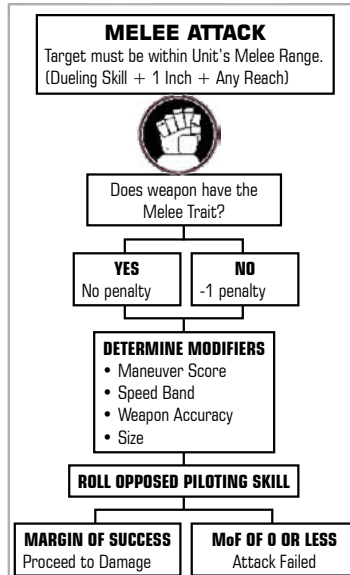 MELEE ATTACK
Target must be within Unit's Melee Range.
(Dueling Skill + 1 Inch + Any Reach)
Does weapon have the
Melee Trait?
YES
No penalty
NO
-1 penalty
DETERMINE MODIFIERS
• Maneuver Score
• Speed Band
• Weapon Accuracy
• Size
ROLL OPPOSED PILOTING SKILL
MARGIN OF SUCCESS
Proceed to Damage
MoF OF 0 OR LESS
Attack Failed